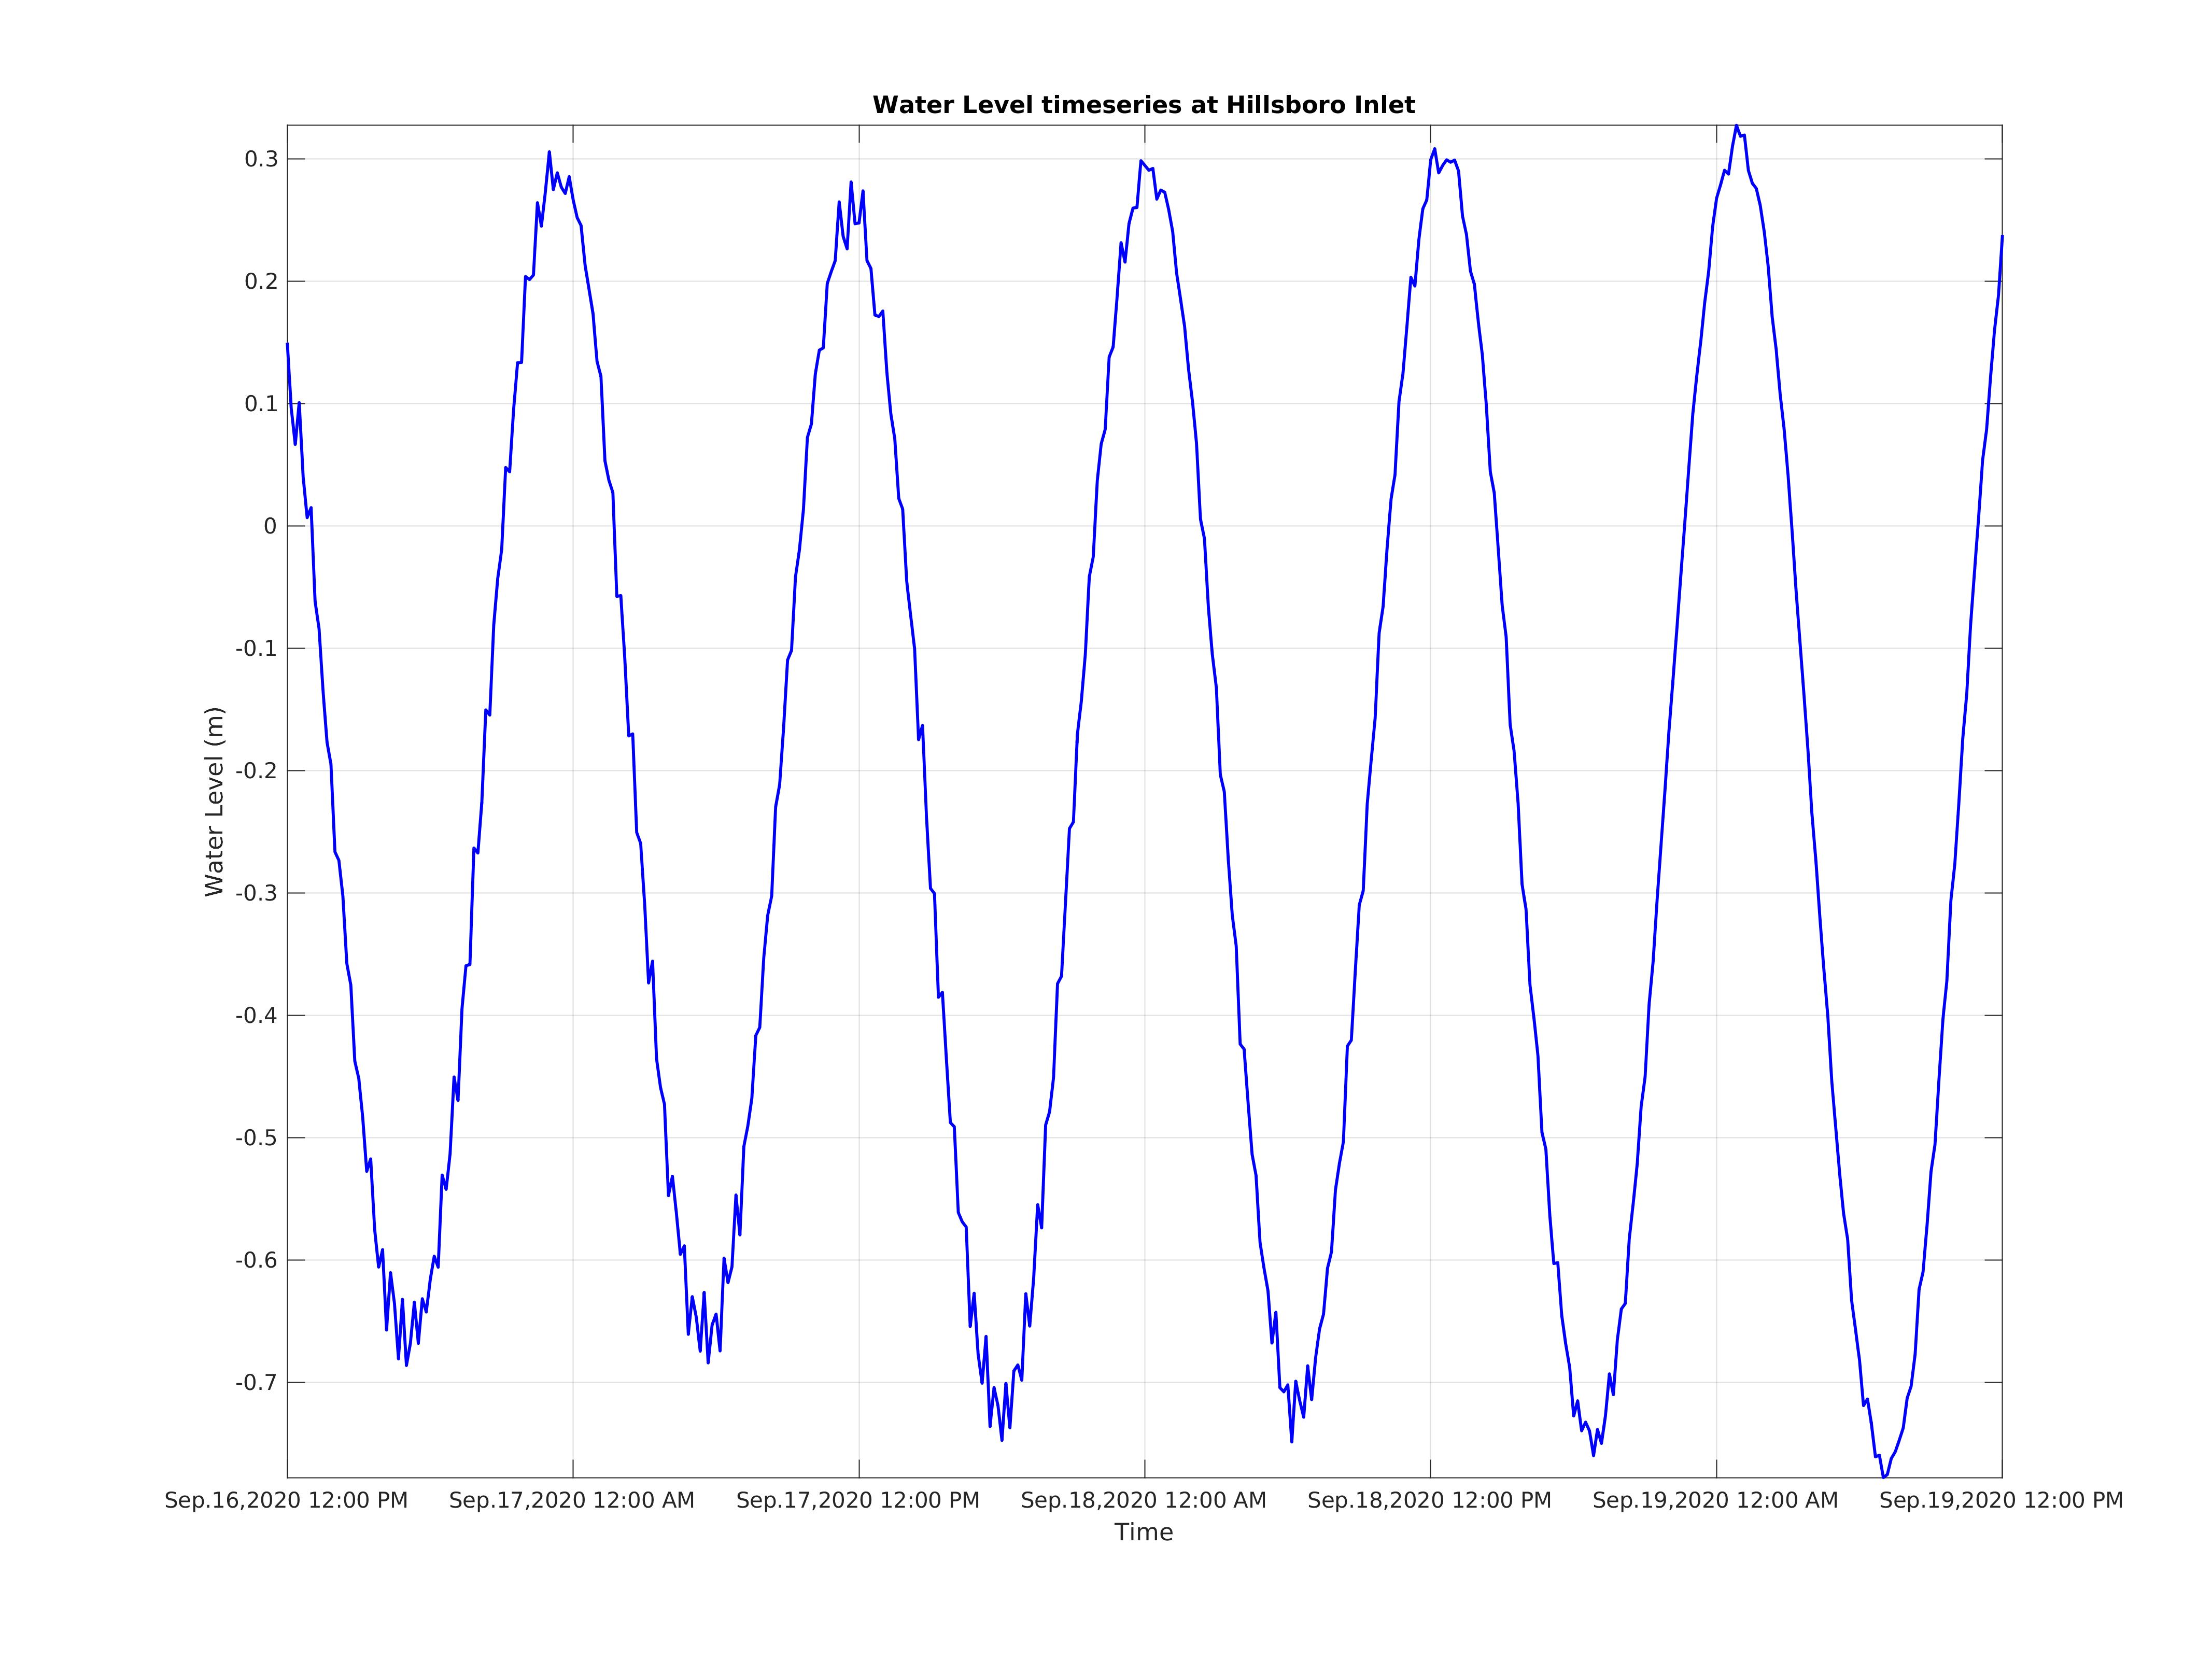 Water Level timeseries at Hillsboro Inlet
0.3
0.2
0.1
0
-0.1
-0.2
-0.3
-0.4
-0.5
-0.6
-0.7
Water Level (m)
Sep.16,2020 12:00 PM
Sep.17,2020 12:00 AM
Sep.17,2020 12:00 PM
Sep.18,2020 12:00 AM
Sep.18,2020 12:00 PM
Sep.19,2020 12:00 AM
Sep.19,2020 12:00 PM
Time